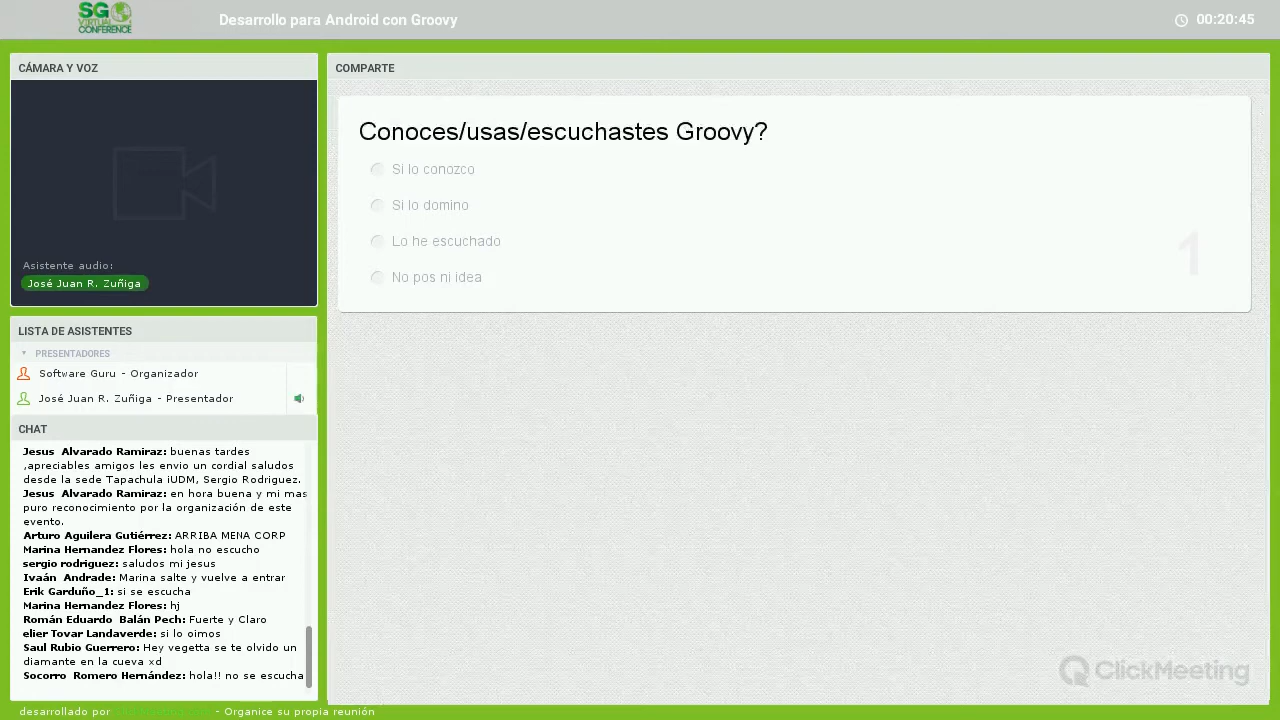 SG
VIRTUAL
CONFERENCE
Desarrollo para Android con Groovy
00:20:45
CÁMARA Y VOZ
Asistente audio:
José Juan R. Zuñiga
LISTA DE ASISTENTES
PRESENTADORES
Software Guru - Organizador
José Juan R. Zuñiga - Presentador
CHAT
Jesus Alvarado Ramiraz: buenas tardes
,apreciables amigos les envio un cordial saludos
desde la sede Tapachula iUDM, Sergio Rodriguez.
Jesus Alvarado Ramiraz: en hora buena y mi mas
puro reconocimiento por la organización de este
evento.
Arturo Aguilera Gutiérrez: ARRIBA MENA CORP
Marina Hernandez Flores: hola no escucho
sergio rodriguez: saludos mi jesus
Ivaán Andrade: Marina salte y vuelve a entrar
Erik Garduño_1: si se escucha
Marina Hernandez Flores: hj
Román Eduardo Balán Pech: Fuerte y Claro
elier Tovar Landaverde: si lo oimos
Saul Rubio Guerrero: Hey vegetta se te olvido un
diamante en la cueva xd
Socorro Romero Hernández: hola!! no se escucha
desarrollado por - Organice su propia reunión
COMPARTE
Conoces/usas/escuchastes Groovy?
Si lo conozco
Si lo domino
Lo he escuchado
No pos ni idea
1
ClickMeeting